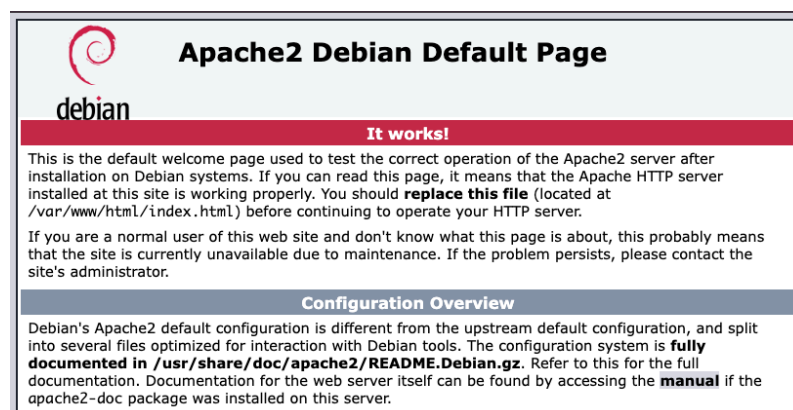 debian
Apache2 Debian Default Page
It works!
This is the default welcome page used to test the correct operation of the Apache2 server after
installation on Debian systems. If you can read this page, it means that the Apache HTTP server
installed at this site is working properly. You should replace this file (located at
/var/www/html/index.html) before continuing to operate your HTTP server.
If you are a normal user of this web site and don't know what this page is about, this probably means
that the site is currently unavailable due to maintenance. If the problem persists, please contact the
site's administrator.
Configuration Overview
Debian's Apache2 default configuration is different from the upstream default configuration, and split
into several files optimized for interaction with Debian tools. The configuration system is fully
documented in /usr/share/doc/apache2/README.Debian.gz. Refer to this for the full
documentation. Documentation for the web server itself can be found by accessing the manual if the
apache2-doc package was installed on this server.